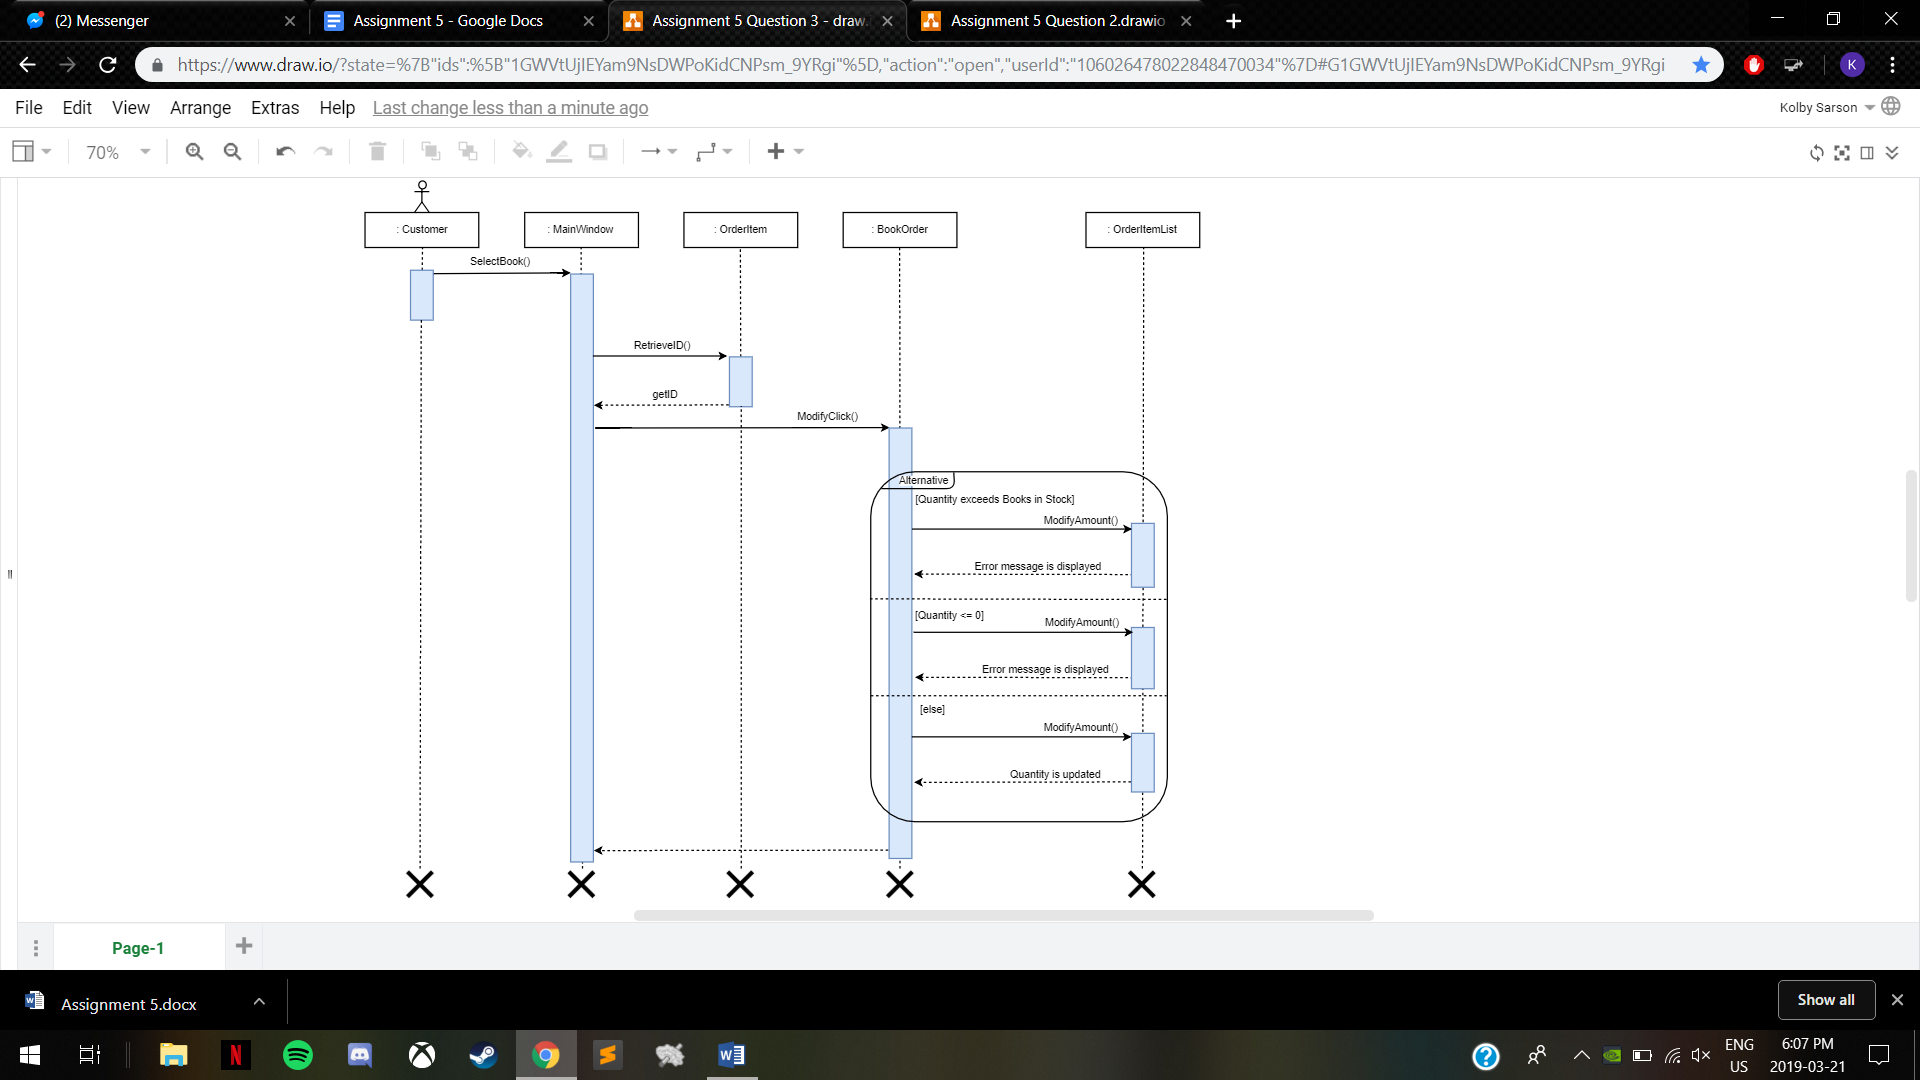 (2) Messenger
Assignment 5 - Google Docs
Assignment 5 Question 3 - draw.
Assignment 5 Question 2.drawio
https://www.draw.io/?state=%7B"ids":%5B"1GWVtUjIEYam9NsDWPoKidCNPsm_9YRgi"%5D,"action":"open","userId":"106026478022848470034"%7D#G1GWVtUjIEYam9NsDWPoKidCNPsm_9YRgi
K
File Edit View Arrange Extras Help Last change less than a minute ago
Kolby Sarson
70%
: Customer
: MainWindow
: OrderItem
: BookOrder
: OrderItemList
SelectBook()
RetrieveID()
getID
ModifyClick()
Alternative
[Quantity exceeds Books in Stock]
ModifyAmount()
Error message is displayed
[Quantity <= 0]
ModifyAmount()
Error message is displayed
[else]
ModifyAmount()
Quantity is updated
Page-1
Assignment 5.docx
Show all
ENG
US
6:07 PM
2019-03-21